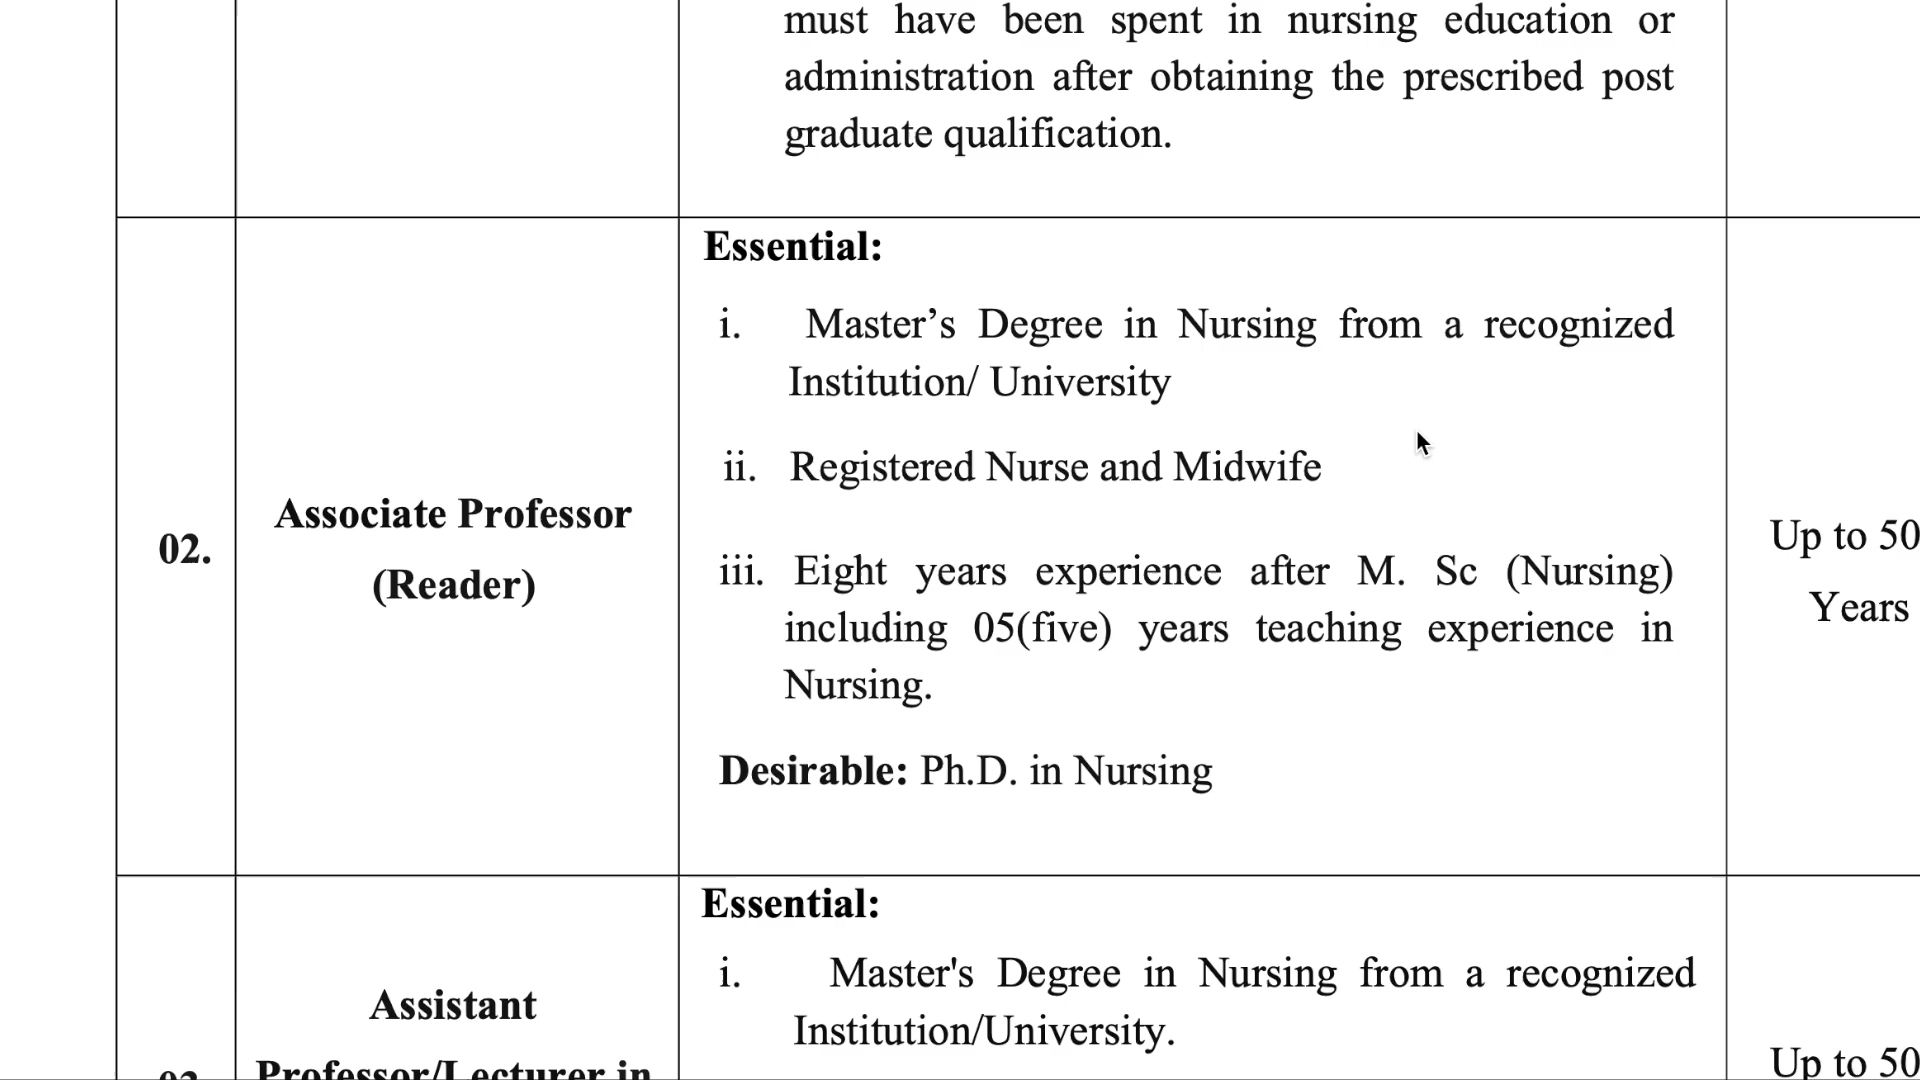 must have been spent in nursing education or
administration after obtaining the prescribed post
graduate qualification.
02.
Associate Professor
(Reader)
Essential:
i. Master’s Degree in Nursing from a recognized
Institution/ University
ii. Registered Nurse and Midwife
iii. Eight years experience after M. Sc (Nursing)
including 05(five) years teaching experience in
Nursing.
Desirable: Ph.D. in Nursing
Up to 50
Years
Assistant
Professor/Lecturer in
Essential:
i. Master's Degree in Nursing from a recognized
Institution/University.
Up to 50